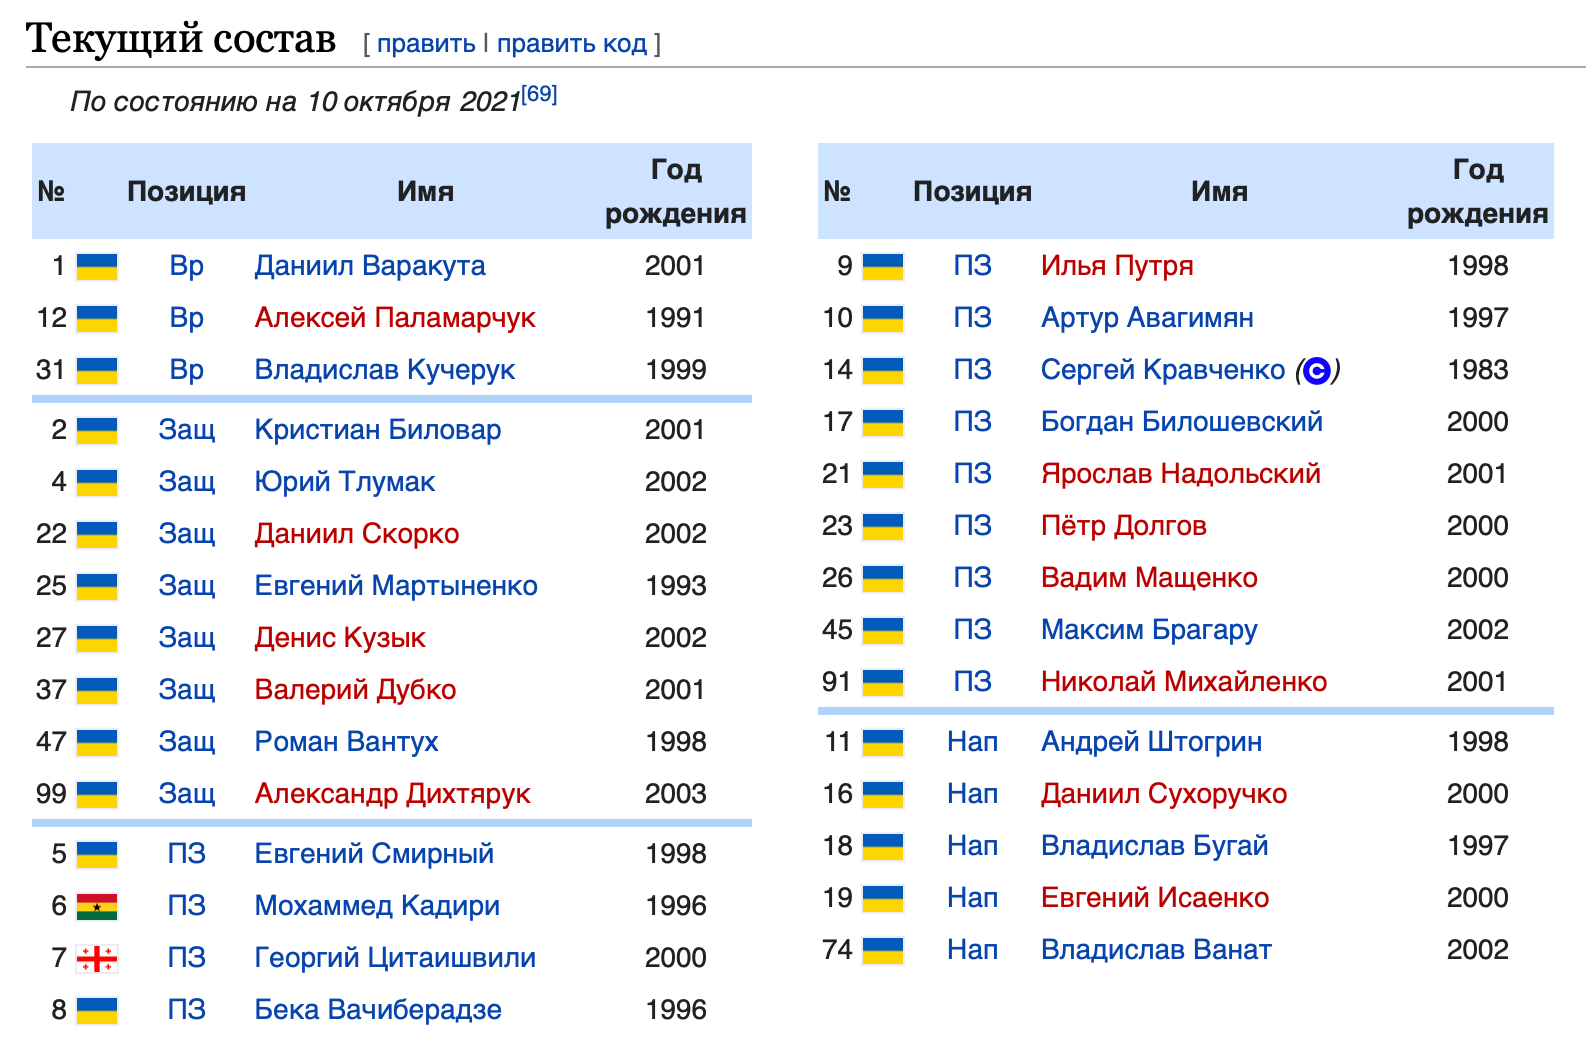 Текущий состав [ править | править код ]
По состоянию на 10 октября 2021[69]
№ Позиция Имя Год рождения
1 Вр Даниил Варакута 2001
12 Вр Алексей Паламарчук 1991
31 Вр Владислав Кучерук 1999
2 Защ Кристиан Биловар 2001
4 Защ Юрий Тлумак 2002
22 Защ Даниил Скорко 2002
25 Защ Евгений Мартыненко 1993
27 Защ Денис Кузык 2002
37 Защ Валерий Дубко 2001
47 Защ Роман Вантух 1998
99 Защ Александр Дихтярук 2003
5 ПЗ Евгений Смирный 1998
6 ПЗ Мохаммед Кадири 1996
7 ПЗ Георгий Цитаишвили 2000
8 ПЗ Бека Вачиберадзе 1996
№ Позиция Имя Год рождения
9 ПЗ Илья Путря 1998
10 ПЗ Артур Авагимян 1997
14 ПЗ Сергей Кравченко (C) 1983
17 ПЗ Богдан Билошевский 2000
21 ПЗ Ярослав Надольский 2001
23 ПЗ Пётр Долгов 2000
26 ПЗ Вадим Мащенко 2000
45 ПЗ Максим Брагару 2002
91 ПЗ Николай Михайленко 2001
11 Нап Андрей Штогрин 1998
16 Нап Даниил Сухоручко 2000
18 Нап Владислав Бугай 1997
19 Нап Евгений Исаенко 2000
74 Нап Владислав Ванат 2002